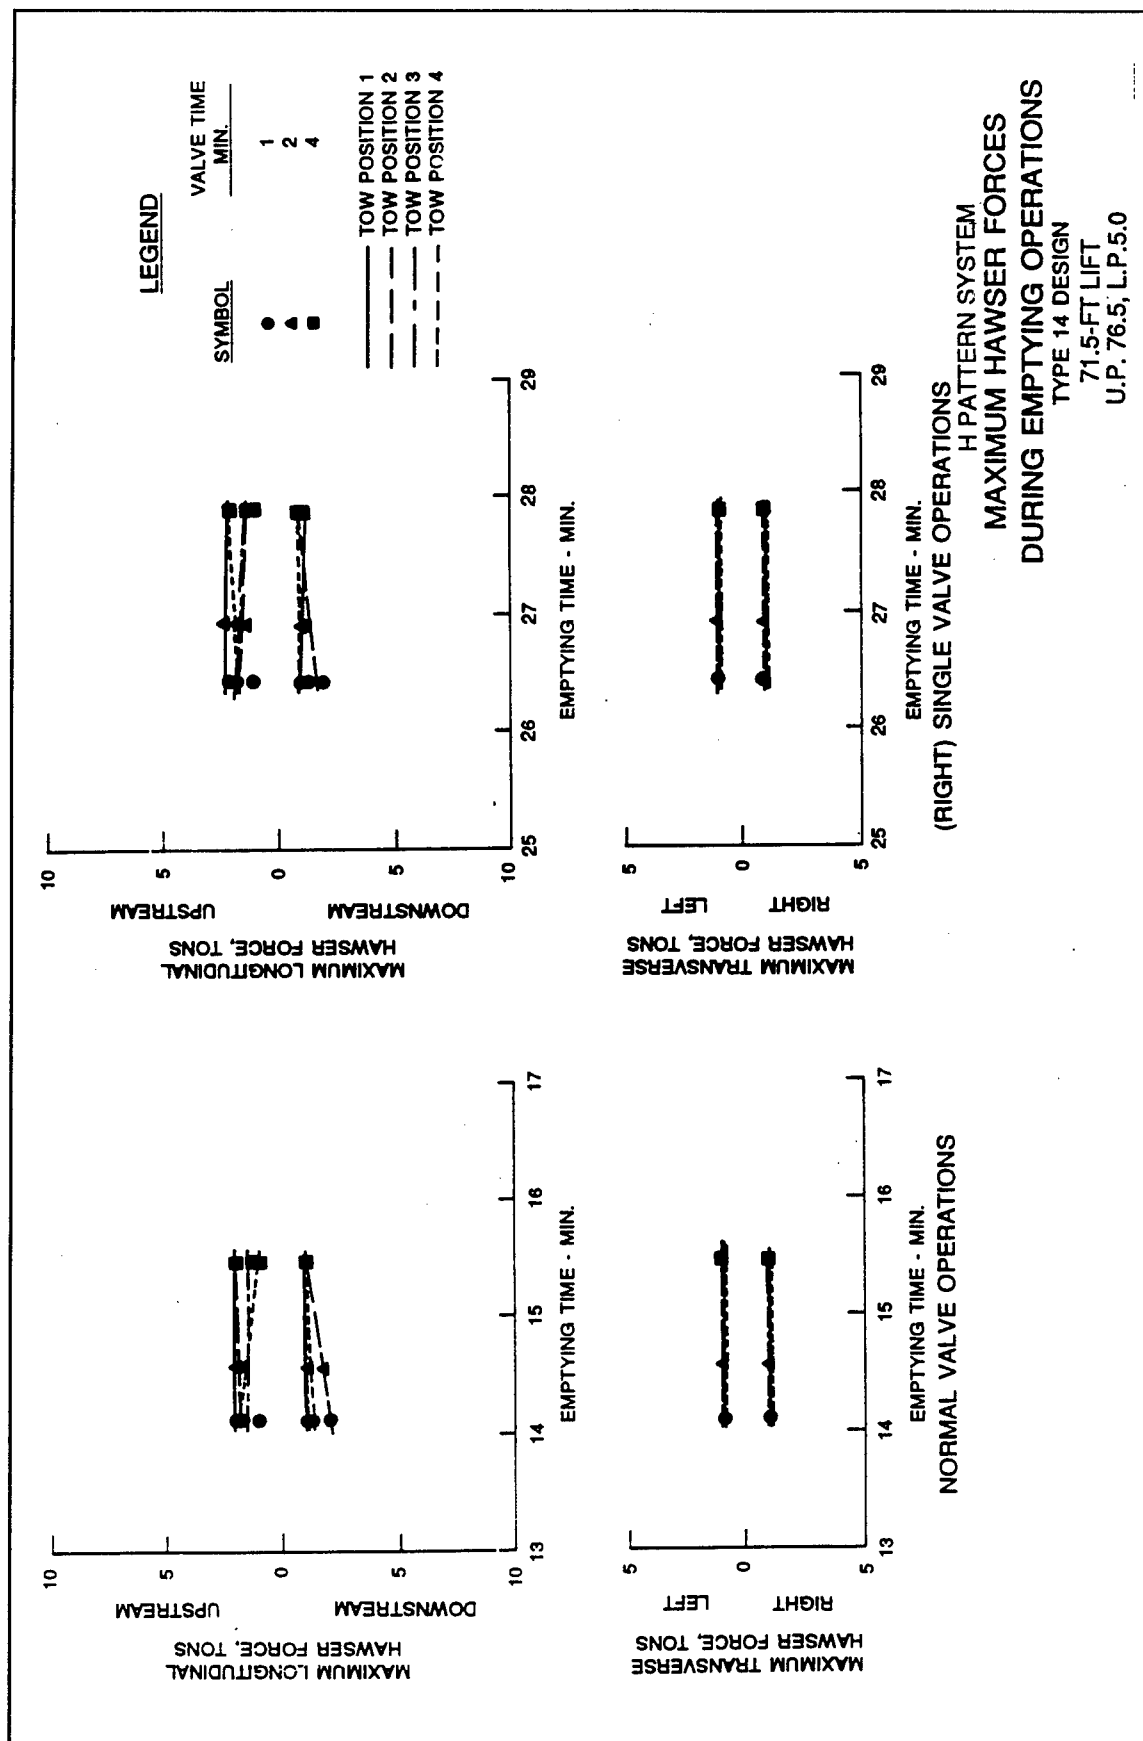 LEGEND
SYMBOL
VALVE TIME
MIN.
1
2
4
TOW POSITION 1
TOW POSITION 2
TOW POSITION 3
TOW POSITION 4
MAXIMUM LONGITUDINAL
HAWSER FORCE, TONS
UPSTREAM
DOWNSTREAM
10
5
0
5
10
13
14
15
16
17
EMPTYING TIME - MIN.
MAXIMUM LONGITUDINAL
HAWSER FORCE, TONS
UPSTREAM
DOWNSTREAM
10
5
0
5
10
25
26
27
28
29
EMPTYING TIME - MIN.
MAXIMUM TRANSVERSE
HAWSER FORCE, TONS
LEFT
RIGHT
5
0
5
13
14
15
16
17
EMPTYING TIME - MIN.
NORMAL VALVE OPERATIONS
MAXIMUM TRANSVERSE
HAWSER FORCE, TONS
LEFT
RIGHT
5
0
5
25
26
27
28
29
EMPTYING TIME - MIN.
(RIGHT) SINGLE VALVE OPERATIONS
H PATTERN SYSTEM
MAXIMUM HAWSER FORCES
DURING EMPTYING OPERATIONS
TYPE 14 DESIGN
71.5-FT LIFT
U.P. 76.5, L.P.5.0